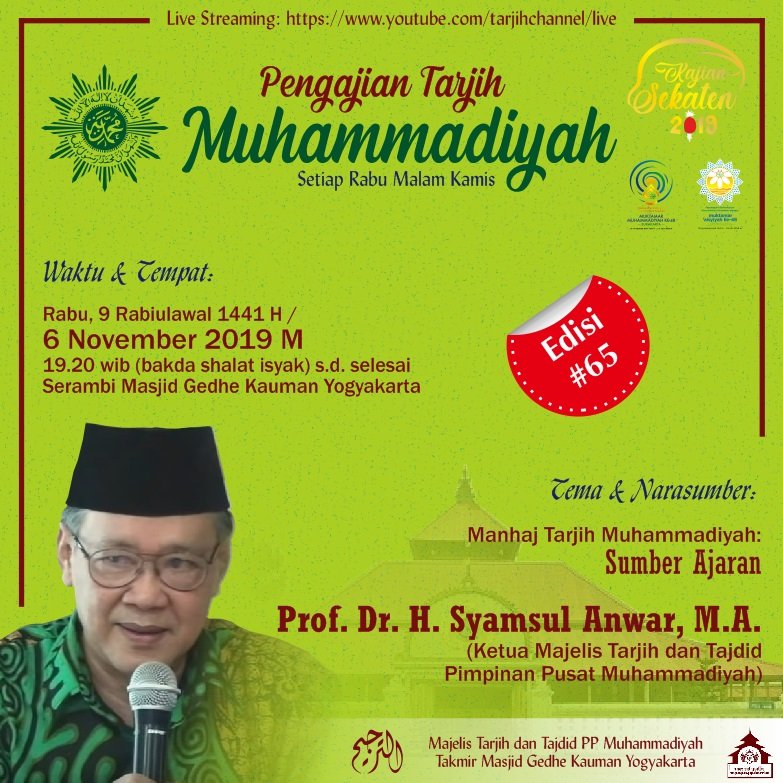 Live Streaming: https://www.youtube.com/tarjihchannel/live
Pengajian Tarjih
Muhammadiyah
Setiap Rabu Malam Kamis
Kajian
Sekaten
2019
Waktu & Tempat:
Rabu, 9 Rabiulawal 1441 H /
6 November 2019 M
19.20 wib (bakda shalat isyak) s.d. selesai
Serambi Masjid Gedhe Kauman Yogyakarta
Edisi
#65
Tema & Narasumber:
Manhaj Tarjih Muhammadiyah:
Sumber Ajaran
Prof. Dr. H. Syamsul Anwar, M.A.
(Ketua Majelis Tarjih dan Tajdid
Pimpinan Pusat Muhammadiyah)
الترجيح
Majelis Tarjih dan Tajdid PP Muhammadiyah
Takmir Masjid Gedhe Kauman Yogyakarta